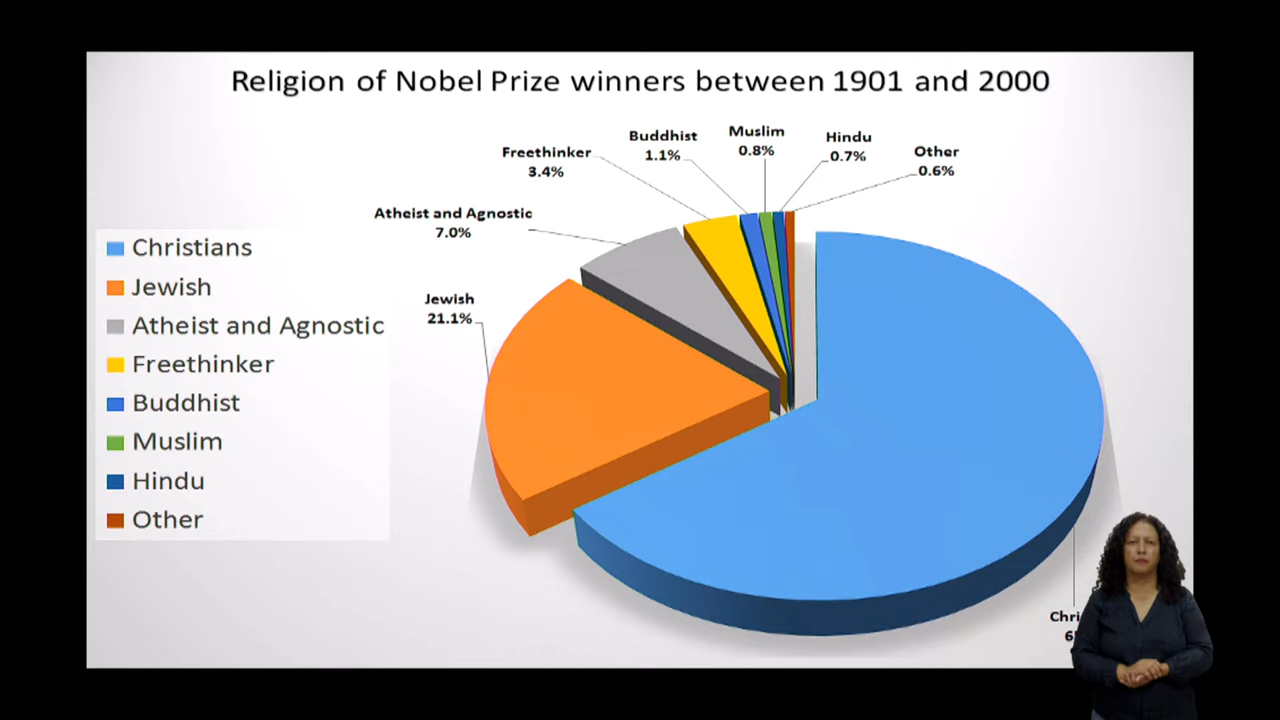 Religion of Nobel Prize winners between 1901 and 2000
Freethinker
3.4%
Buddhist
1.1%
Muslim
0.8%
Hindu
0.7%
Other
0.6%
Atheist and Agnostic
7.0%
Jewish
21.1%
Christians
Jewish
Atheist and Agnostic
Freethinker
Buddhist
Muslim
Hindu
Other